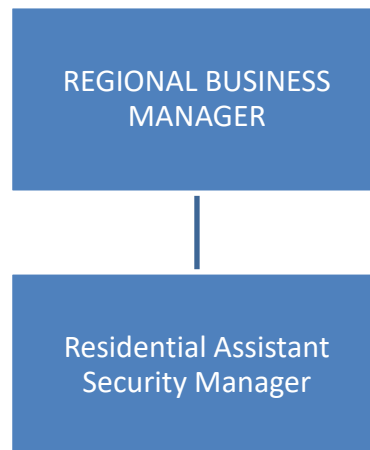 REGIONAL BUSINESS
MANAGER
Residential Assistant
Security Manager